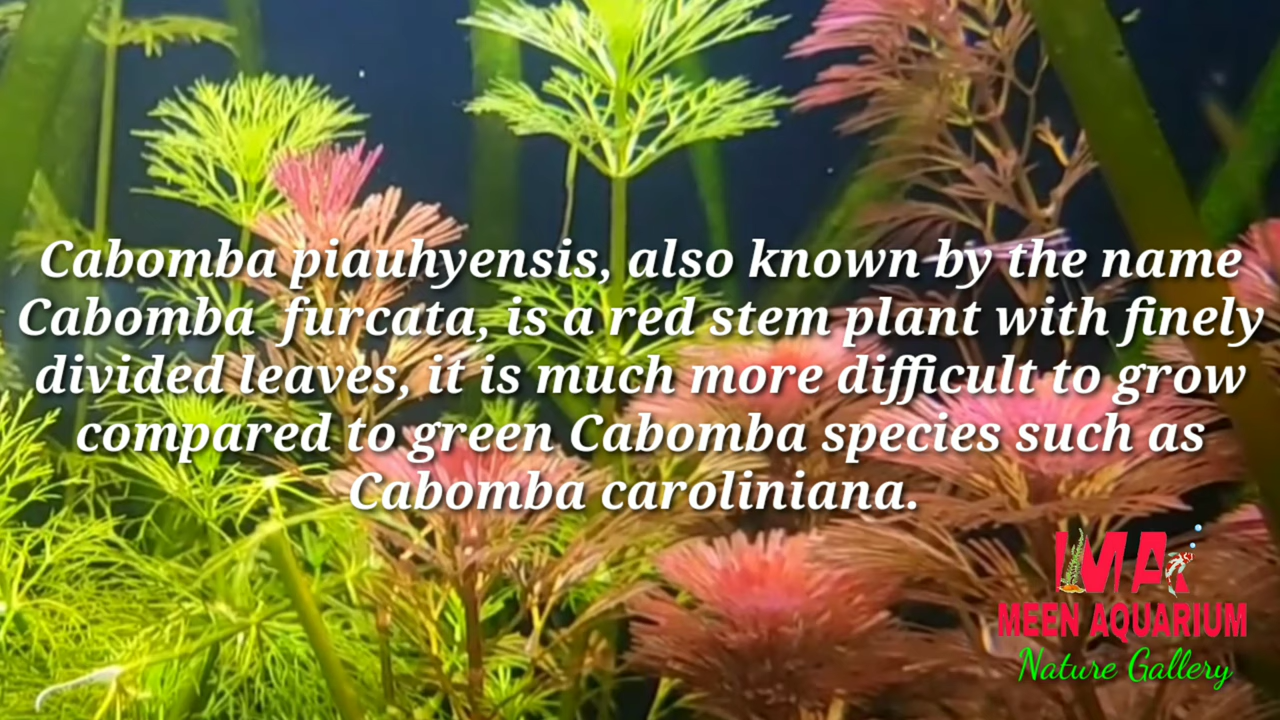 Cabomba piauhyensis, also known by the name
Cabomba furcata, is a red stem plant with finely
divided leaves, it is much more difficult to grow
compared to green Cabomba species such as
Cabomba caroliniana.
MA
MEEN AQUARIUM
Nature Gallery